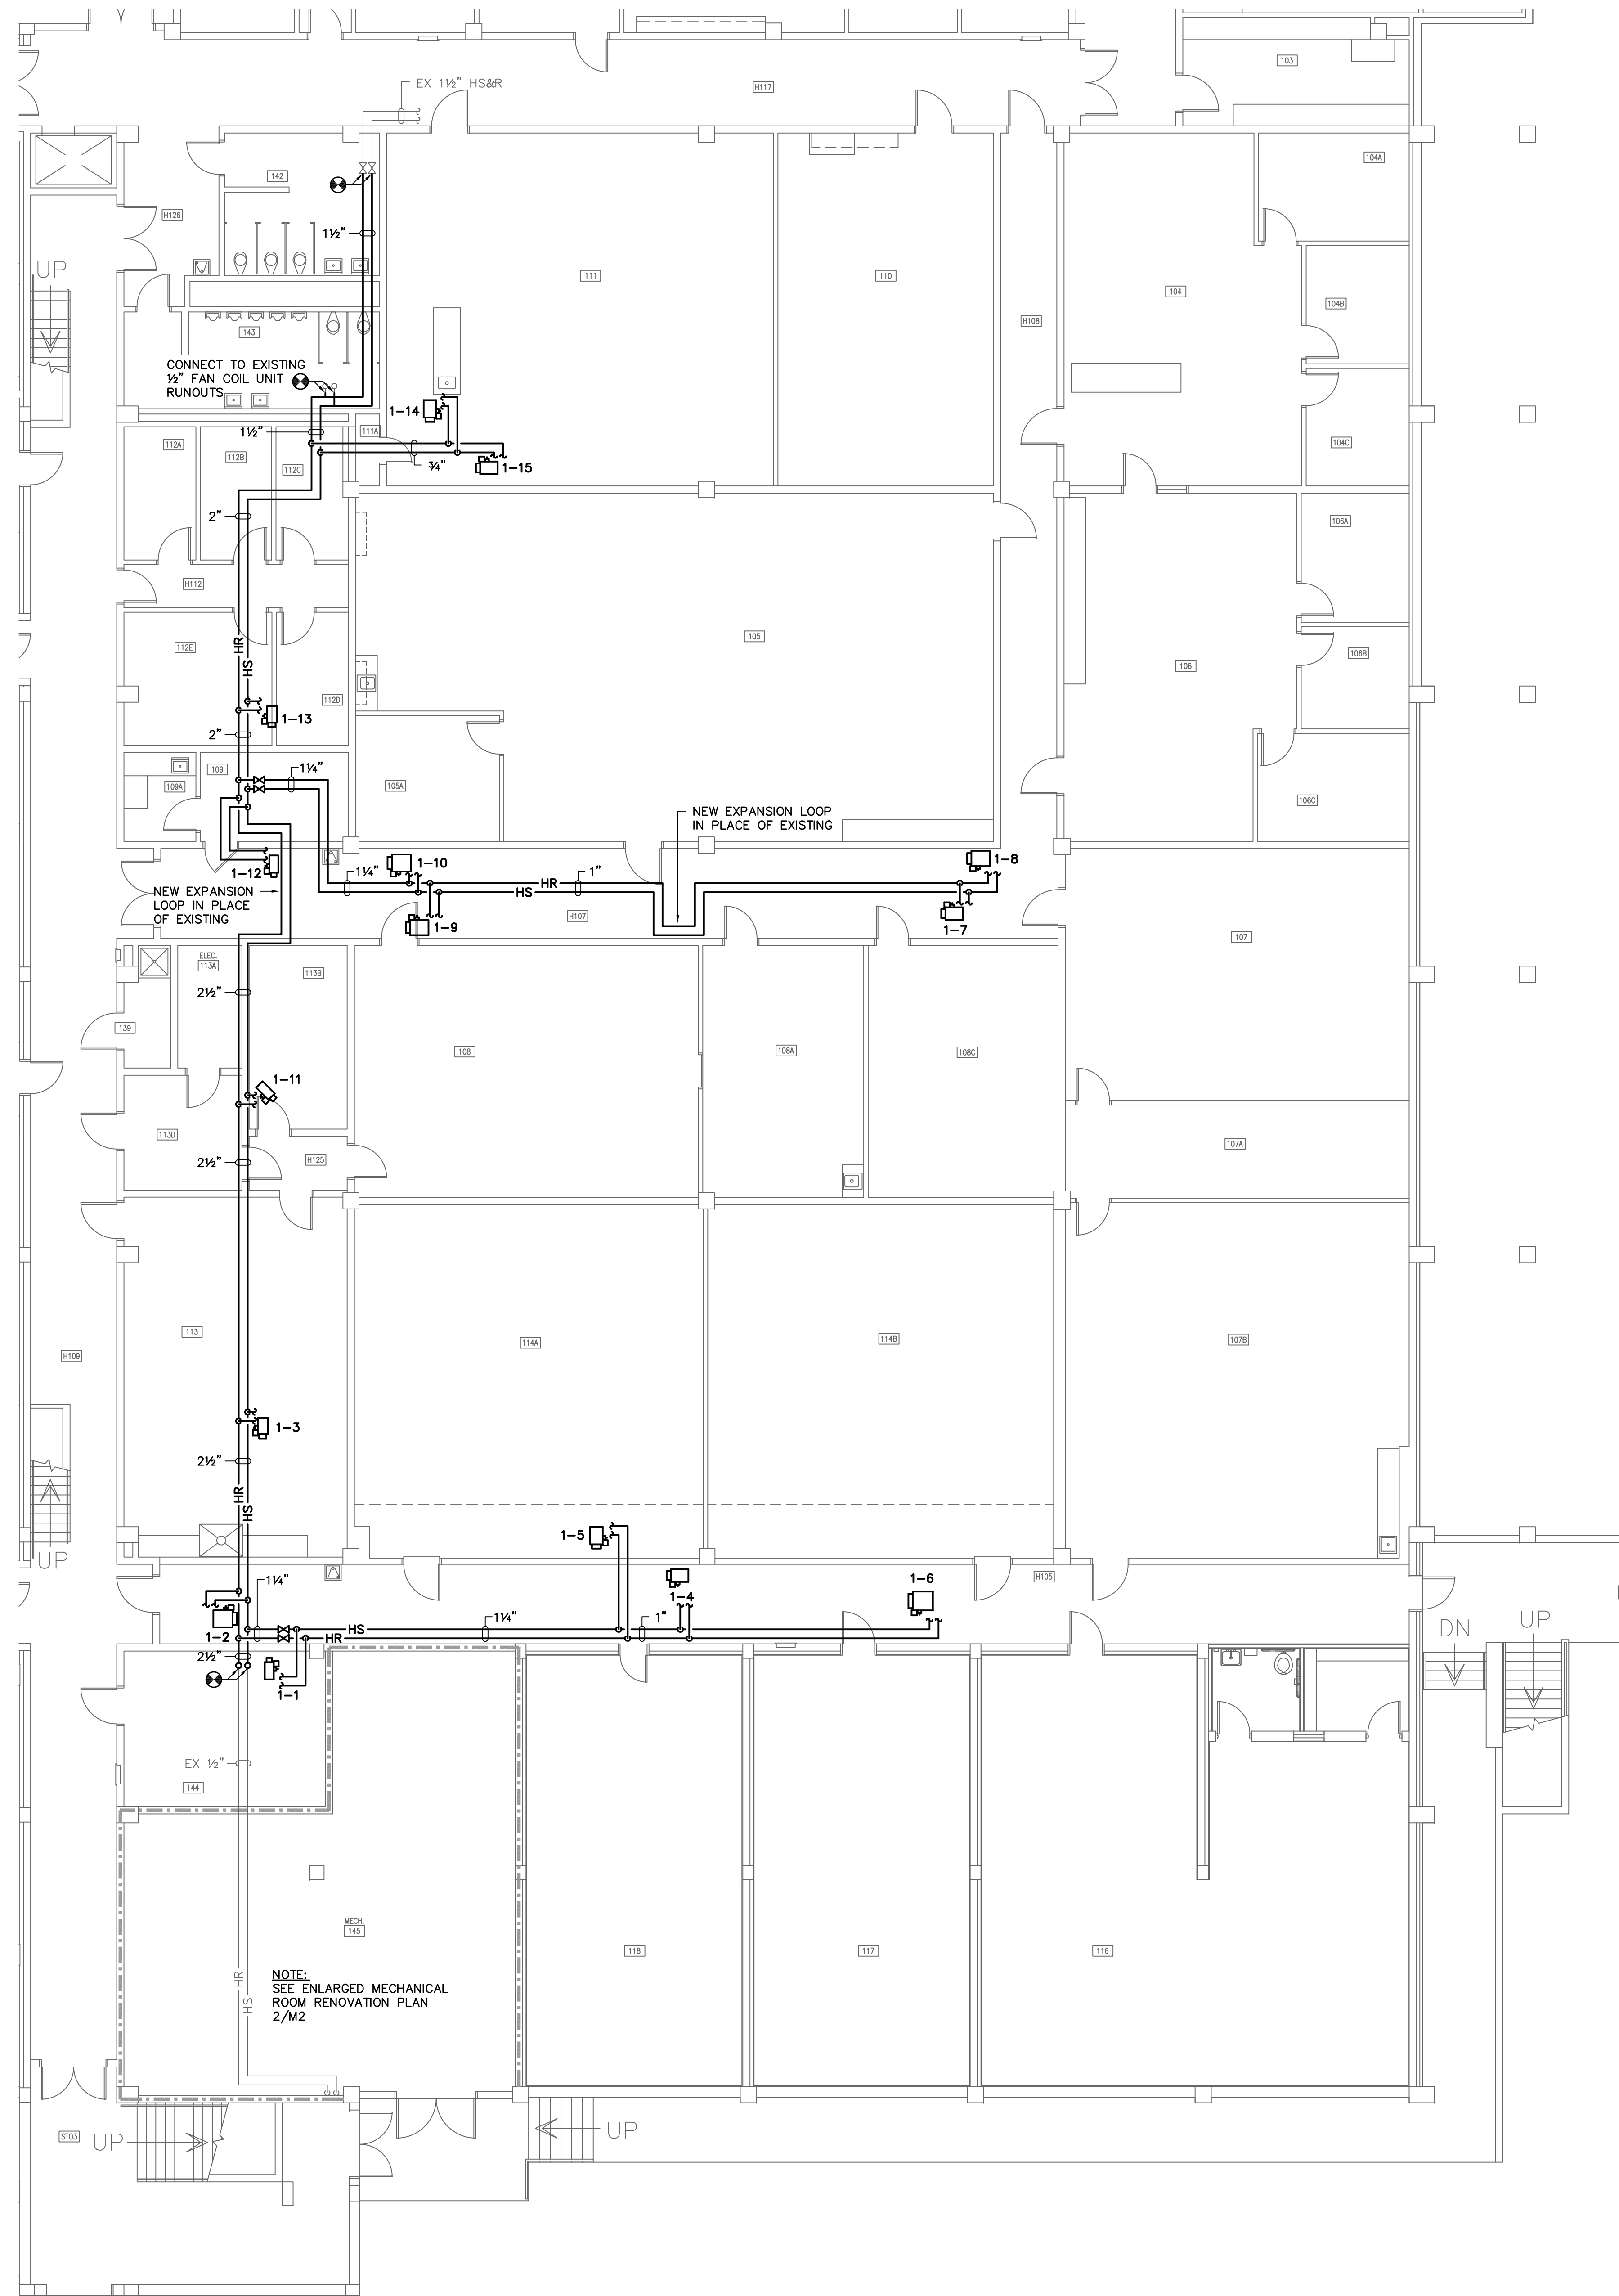 EX 1½" HS&R
103
H117
104A
142
H126
1½"
UP
111
110
104
104B
H108
143
CONNECT TO EXISTING
½" FAN COIL UNIT
RUNOUTS
1-14
1½"
111A
112A
112B
112C
104C
¾"
1-15
2"
106A
H112
HR
HS
112E
105
106
106B
112D
1-13
2"
109
1¼"
109A
105A
106C
NEW EXPANSION LOOP
IN PLACE OF EXISTING
1-12
1¼"
1-10
1"
1-8
HR
HS
NEW EXPANSION
LOOP IN PLACE
OF EXISTING
1-9
H107
1-7
107
ELEC.
113A
113B
2½"
139
108
108A
108C
1-11
113D
2½"
H125
107A
113
114A
114B
107B
H109
1-3
2½"
HR
HS
UP
1-5
1¼"
1-4
1-6
H105
1-2
HS
HR
1¼"
1"
DN
UP
2½"
1-1
EX ½"
144
MECH.
145
118
117
116
HR
HS
NOTE:
SEE ENLARGED MECHANICAL
ROOM RENOVATION PLAN
2/M2
ST03
UP
UP